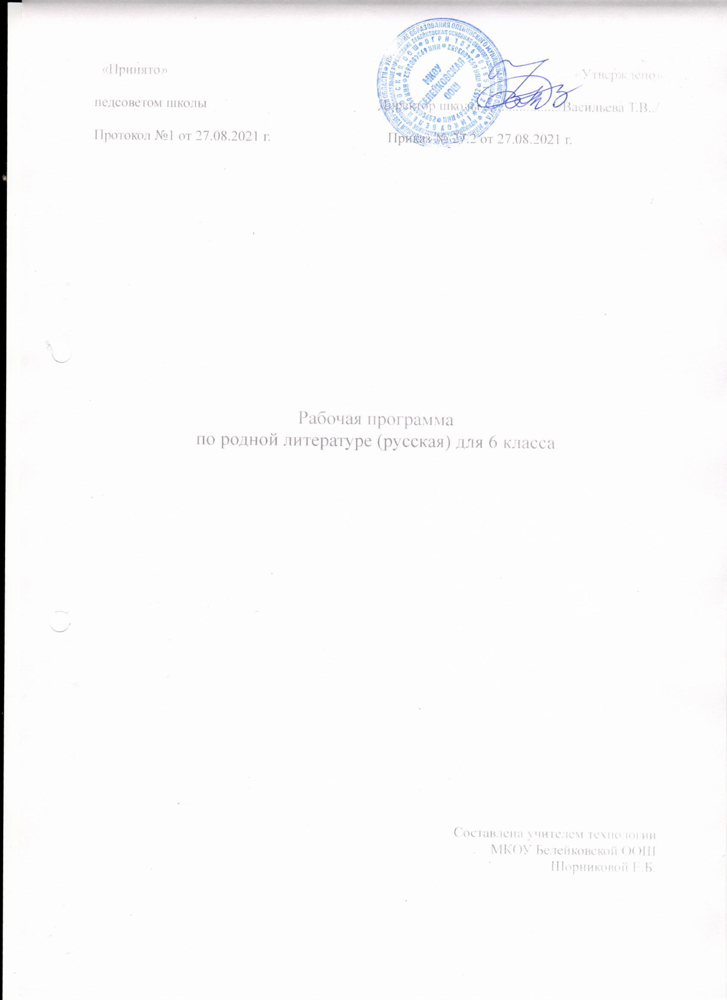 «Принято»
«Утверждено»
педсоветом школы
Директор школы ..................... Васильева Т.В../
Протокол №1 от 27.08.2021 г.
Приказ № 27.2 от 27.08.2021 г.
МКОУ
БЕЛЕЙКОВСКАЯ
ООШ
Рабочая программа
по родной литературе (русская) для 6 класса
Составлена учителем технологии
МКОУ Белейковской ООШ
Шорниковой Е.Б.